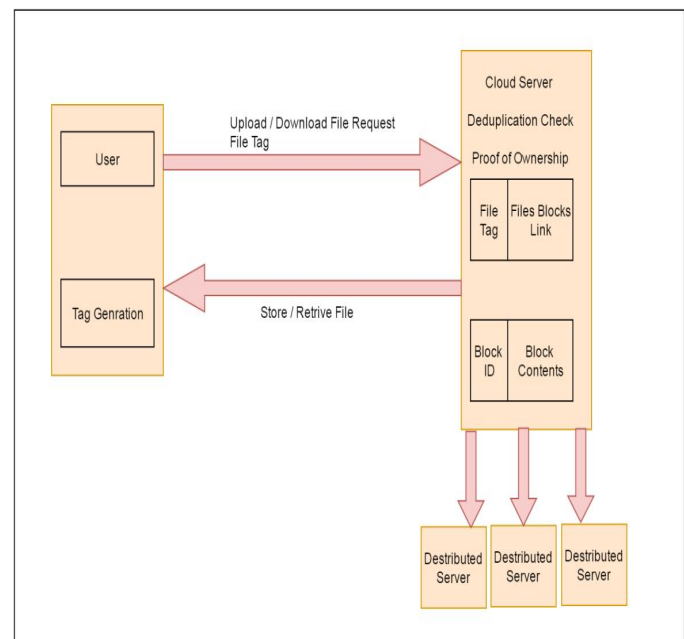 User
Tag Genration
Upload / Download File Request
File Tag
Store / Retrive File
Cloud Server
Deduplication Check
Proof of Ownership
File
Tag
Files Blocks
Link
Block
ID
Block
Contents
Destributed
Server
Destributed
Server
Destributed
Server